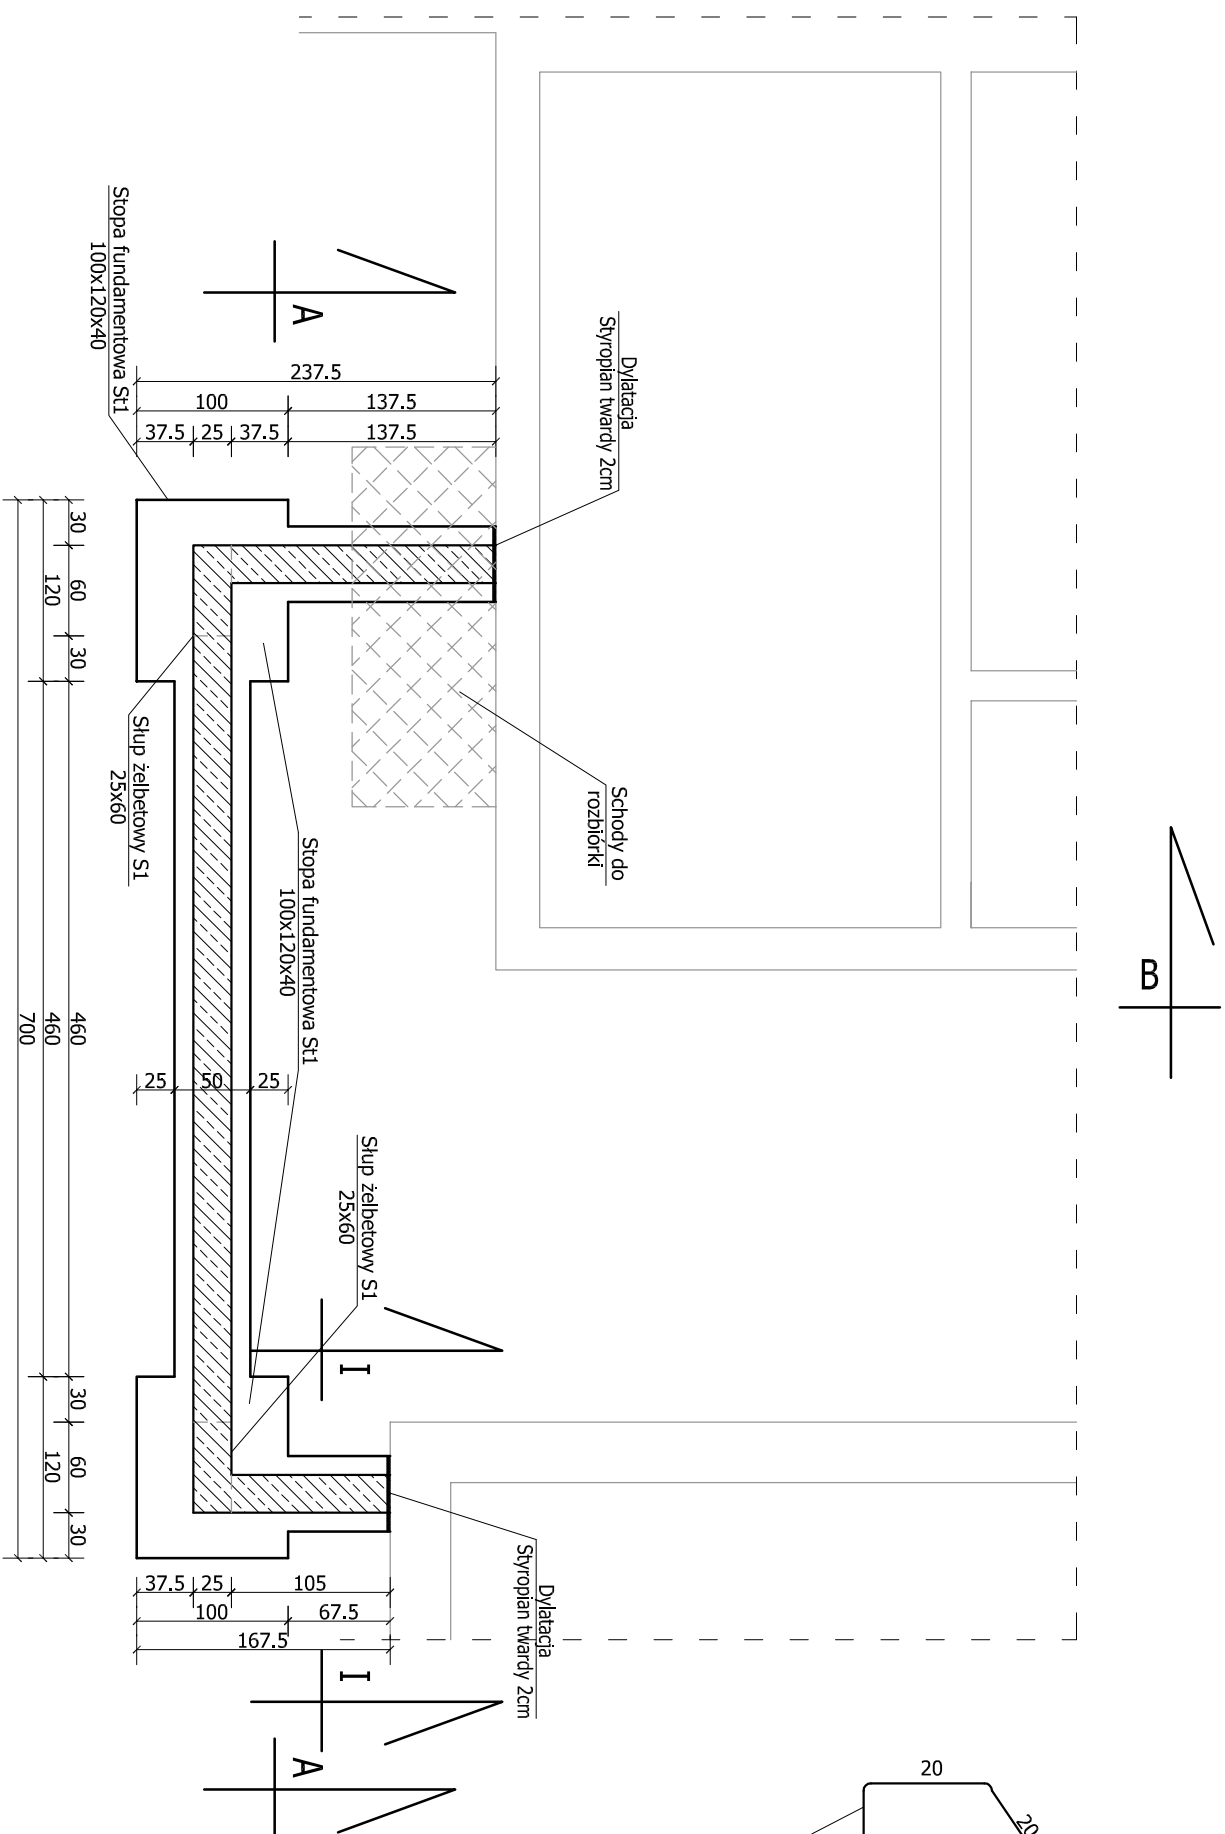 B
A
Dylatacja
Styropian twardy 2cm
Stopa fundamentowa St1
100x120x40
237.5
100
137.5
37.5
25
37.5
137.5
Schody do
rozbiórki
Słup żelbetowy S1
25x60
Stopa fundamentowa St1
100x120x40
Słup żelbetowy S1
25x60
30
60
30
460
30
60
30
120
460
120
700
25
50
25
I
Dylatacja
Styropian twardy 2cm
37.5
25
105
100
67.5
167.5
I
A
20
20